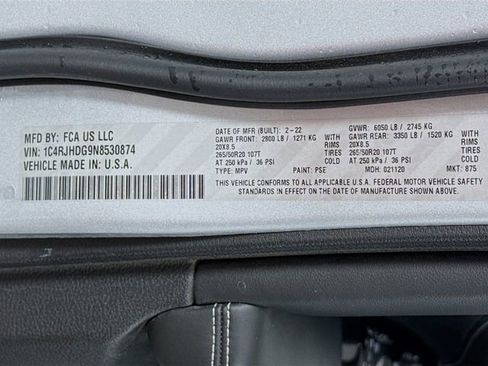 MFD BY: FCA US LLC
VIN: 1C4RJHDG9N8530874
VEHICLE MADE IN: U.S.A.
DATE OF MFR (BUILT): 2-22 GVWR: 6050 LB / 2745 KG
GAWR FRONT: 2800 LB / 1271 KG WITH GAWR REAR: 3350 LB / 1520 KG WITH
20X8.5 RIMS 20X8.5 RIMS
265/50R20 107T TIRES 265/50R20 107T TIRES
AT 250 kPa / 36 PSI COLD AT 250 kPa / 36 PSI COLD
TYPE: MPV PAINT: PSE MDH: 021120 MKT: 875
THIS VEHICLE CONFORMS TO ALL APPLICABLE U.S.A. FEDERAL MOTOR VEHICLE SAFETY
STANDARDS IN EFFECT ON THE DATE OF MANUFACTURE SHOWN ABOVE.